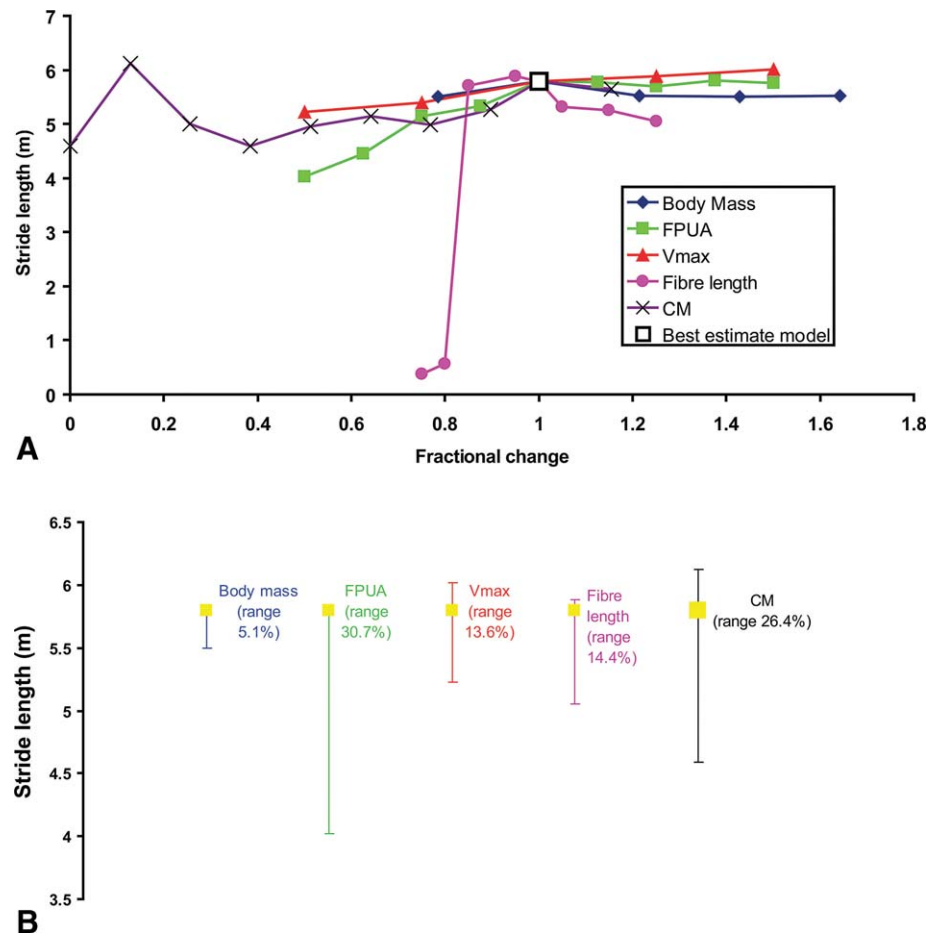 7
6
5
4
3
2
1
0
Stride length (m)
0
0.2
0.4
0.6
0.8
1
1.2
1.4
1.6
1.8
Fractional change
Body Mass
FPUA
Vmax
Fibre length
CM
Best estimate model
A
6.5
6
5.5
5
4.5
4
3.5
Stride length (m)
Body mass
(range
5.1%)
FPUA
(range
30.7%)
Vmax
(range
13.6%)
Fibre
length
(range
14.4%)
CM
(range 26.4%)
B